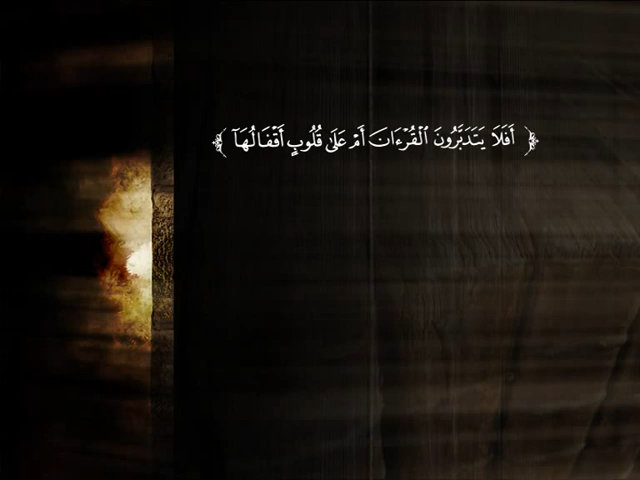 ﴿ أَفَلَا يَتَدَبَّرُونَ ٱلْقُرْءَانَ أَمْ عَلَىٰ قُلُوبٍ أَقْفَالُهَآ ﴾